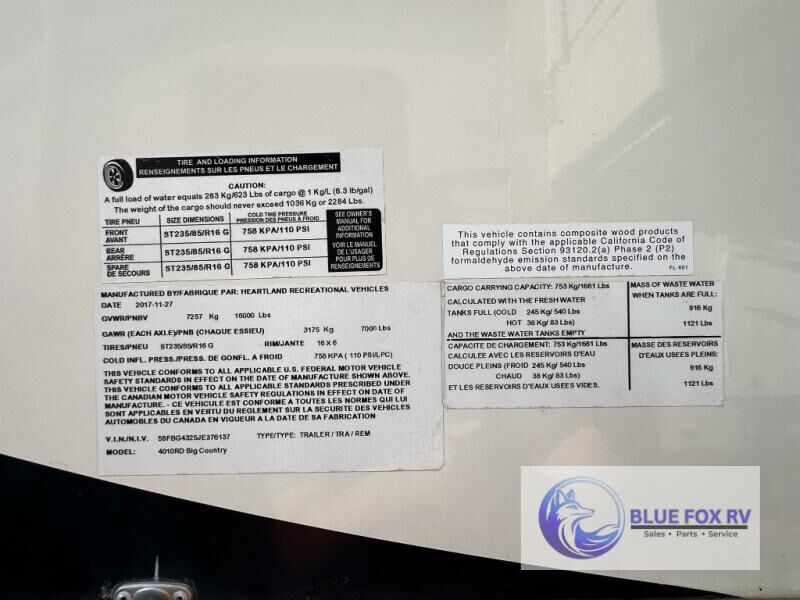 TIRE AND LOADING INFORMATION
RENSEIGNEMENTS SUR LES PNEUS ET LE CHARGEMENT
CAUTION:
A full load of water equals 283 Kg/623 Lbs of cargo @ 1 Kg/L (8.3 lb/gal)
The weight of the cargo should never exceed 1036 Kg or 2284 Lbs.
TIRE PNEU SIZE DIMENSIONS COLD TIRE PRESSURE
PRESSION DES PNEUS À FROID
FRONT
AVANT ST235/85/R16 G 758 KPA/110 PSI
REAR
ARRÈRE ST235/85/R16 G 758 KPA/110 PSI
SPARE
DE SECOURS ST235/85/R16 G 758 KPA/110 PSI
SEE OWNER'S
MANUAL FOR
ADDITIONAL
INFORMATION
VOIR LE MANUEL
DE L'USAGER
POUR PLUS DE
RENSEIGNEMENTS
This vehicle contains composite wood products
that comply with the applicable California Code of
Regulations Section 93120.2(a) Phase 2 (P2)
formaldehyde emission standards specified on the
above date of manufacture.
FL-601
MANUFACTURED BY/FABRIQUE PAR: HEARTLAND RECREATIONAL VEHICLES
DATE 2017-11-27
GVWR/PNBV 7257 Kg 16000 Lbs
GAWR (EACH AXLE)/PNB (CHAQUE ESSIEU) 3175 Kg 7000 Lbs
TIRES/PNEU ST235/85/R16 G RIM/JANTE 16 X 6
COLD INFL. PRESS./PRESS. DE GONFL. A FROID 758 KPA ( 110 PSI/LPC)
THIS VEHICLE CONFORMS TO ALL APPLICABLE U.S. FEDERAL MOTOR VEHICLE
SAFETY STANDARDS IN EFFECT ON THE DATE OF MANUFACTURE SHOWN ABOVE.
THIS VEHICLE CONFORMS TO ALL APPLICABLE STANDARDS PRESCRIBED UNDER
THE CANADIAN MOTOR VEHICLE SAFETY REGULATIONS IN EFFECT ON DATE OF
MANUFACTURE. - CE VEHICULE EST CONFORME A TOUTES LES NORMES QUI LUI
SONT APPLICABLES EN VERTU DU REGLEMENT SUR LA SECURITE DES VEHICLES
AUTOMOBILES DU CANADA EN VIGUEUR A LA DATE DE SA FABRICATION
V.I.N./N.I.V. 5SFBG4325JE376137 TYPE/TYPE: TRAILER / TRA / REM
MODEL: 4010RD Big Country
CARGO CARRYING CAPACITY: 753 Kg/1661 Lbs
CALCULATED WITH THE FRESH WATER
TANKS FULL (COLD 245 Kg/ 540 Lbs
HOT 38 Kg/ 83 Lbs)
AND THE WASTE WATER TANKS EMPTY
MASS OF WASTE WATER
WHEN TANKS ARE FULL:
916 Kg
1121 Lbs
CAPACITE DE CHARGEMENT: 753 Kg/1661 Lbs
CALCULEE AVEC LES RESERVOIRS D'EAU
DOUCE PLEINS (FROID 245 Kg/ 540 Lbs
CHAUD 38 Kg/ 83 Lbs)
ET LES RESERVOIRS D'EAUX USEES VIDES.
MASSE DES RESERVOIRS
D'EAUX USEES PLEINS:
916 Kg
1121 Lbs
BLUE FOX RV
Sales • Parts • Service